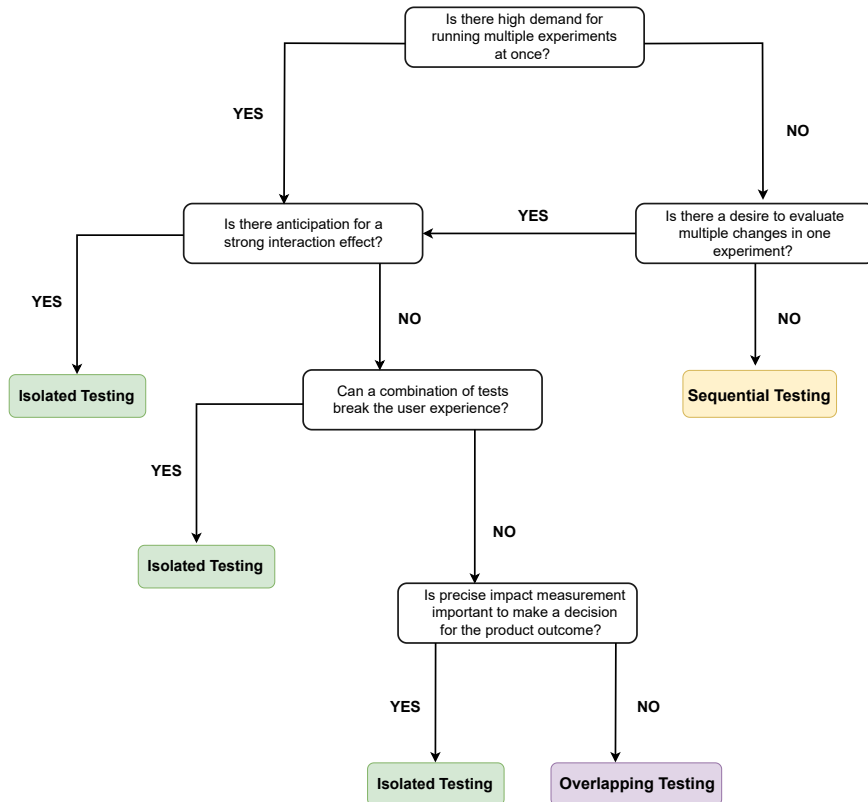 Is there high demand for
running multiple experiments
at once?
YES
NO
Is there anticipation for a
strong interaction effect?
YES
Is there a desire to evaluate
multiple changes in one
experiment?
YES
NO
NO
Isolated Testing
Can a combination of tests
break the user experience?
Sequential Testing
YES
NO
Isolated Testing
Is precise impact measurement
important to make a decision
for the product outcome?
YES
NO
Isolated Testing
Overlapping Testing